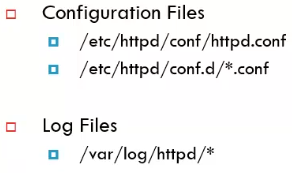 Configuration Files
/etc/httpd/conf/httpd.conf
/etc/httpd/conf.d/*.conf
Log Files
/var/log/httpd/*